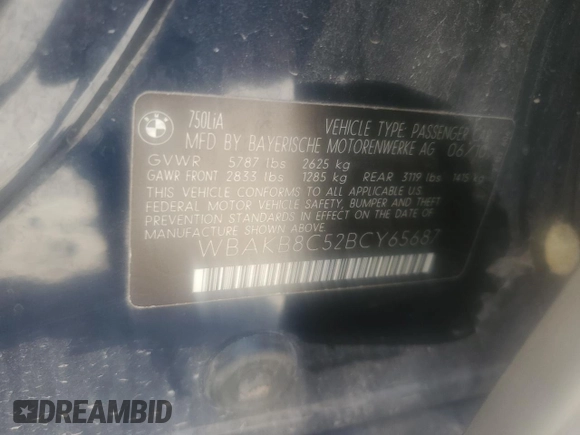 BMW
750LiA
VEHICLE TYPE: PASSENGER
MFD BY BAYERISCHE MOTORENWERKE AG
GVWR 5787 lbs 2625 kg
GAWR FRONT 2833 lbs 1285 kg REAR 3119 lbs 1415 kg
THIS VEHICLE CONFORMS TO ALL APPLICABLE U.S.
FEDERAL MOTOR VEHICLE SAFETY, BUMPER AND THEFT
PREVENTION STANDARDS IN EFFECT ON THE DATE OF
MANUFACTURE SHOWN ABOVE
WBAKB8C52BCY65687
DREAMBID